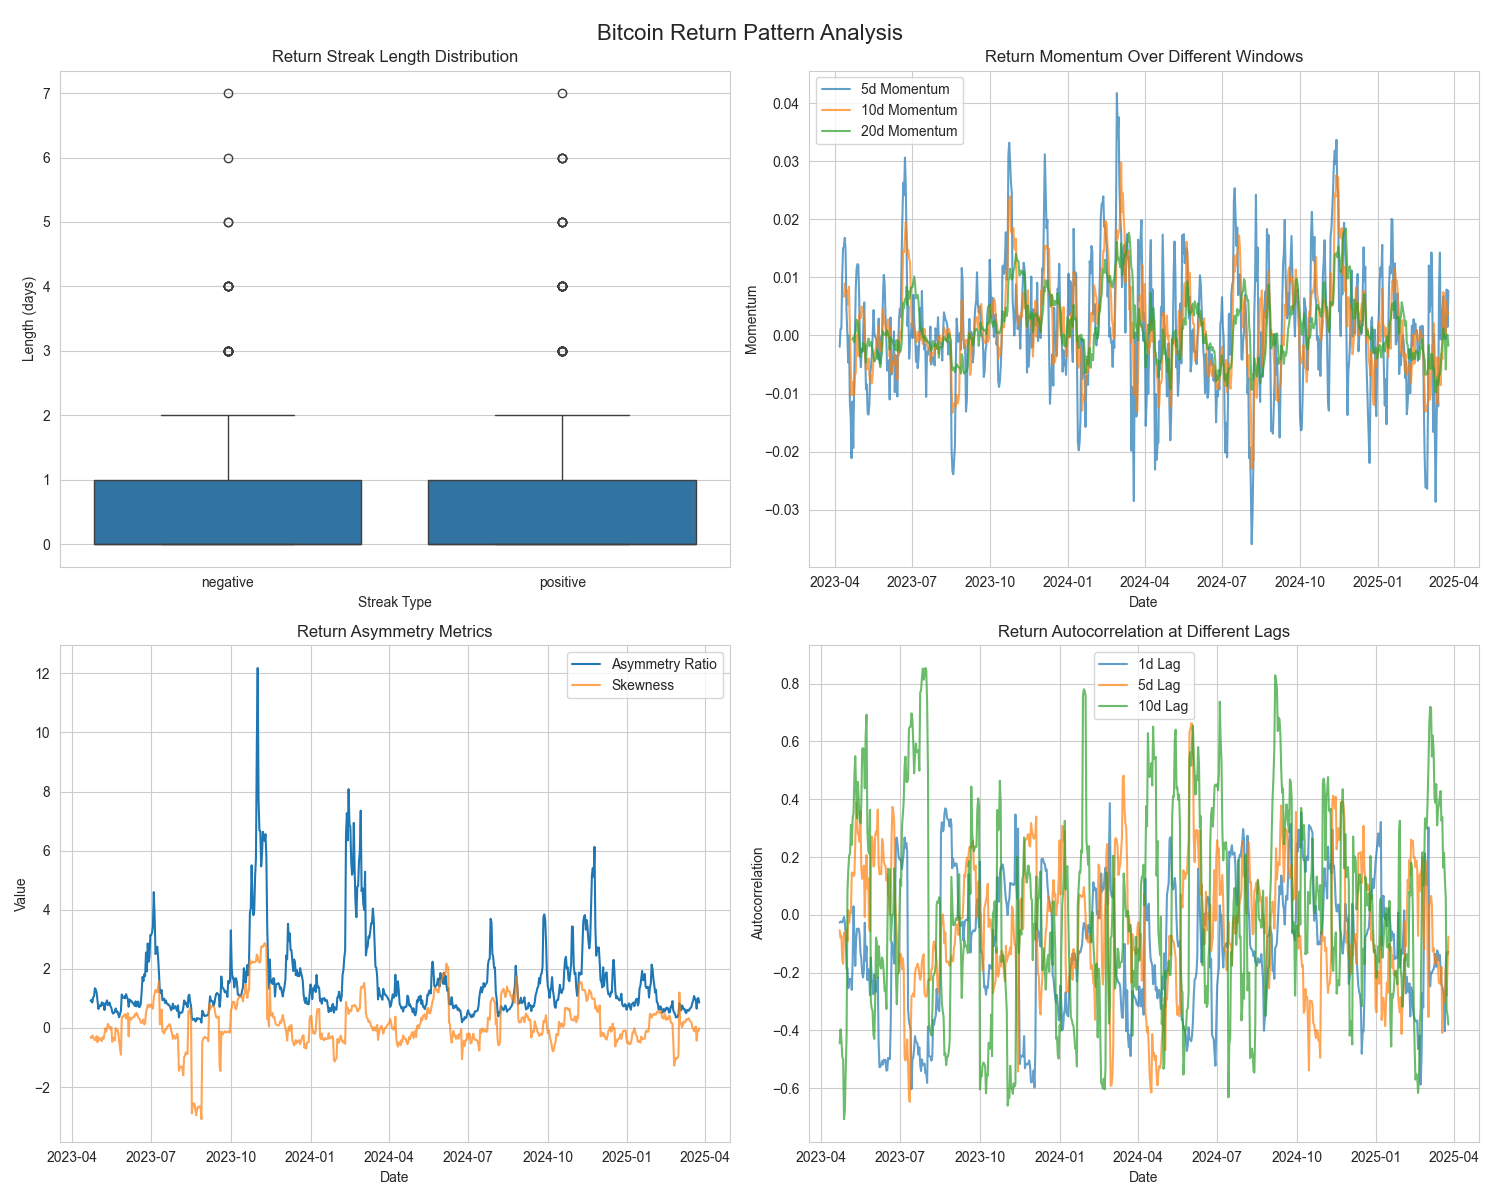 Bitcoin Return Pattern Analysis
Return Streak Length Distribution
7
6
5
4
3
2
1
0
Length (days)
negative
positive
Streak Type
Return Momentum Over Different Windows
5d Momentum
10d Momentum
20d Momentum
0.04
0.03
0.02
0.01
0.00
−0.01
−0.02
−0.03
Momentum
2023-04
2023-07
2023-10
2024-01
2024-04
2024-07
2024-10
2025-01
2025-04
Date
Return Asymmetry Metrics
Asymmetry Ratio
Skewness
12
10
8
6
4
2
0
−2
Value
2023-04
2023-07
2023-10
2024-01
2024-04
2024-07
2024-10
2025-01
2025-04
Date
Return Autocorrelation at Different Lags
1d Lag
5d Lag
10d Lag
0.8
0.6
0.4
0.2
0.0
−0.2
−0.4
−0.6
Autocorrelation
2023-04
2023-07
2023-10
2024-01
2024-04
2024-07
2024-10
2025-01
2025-04
Date